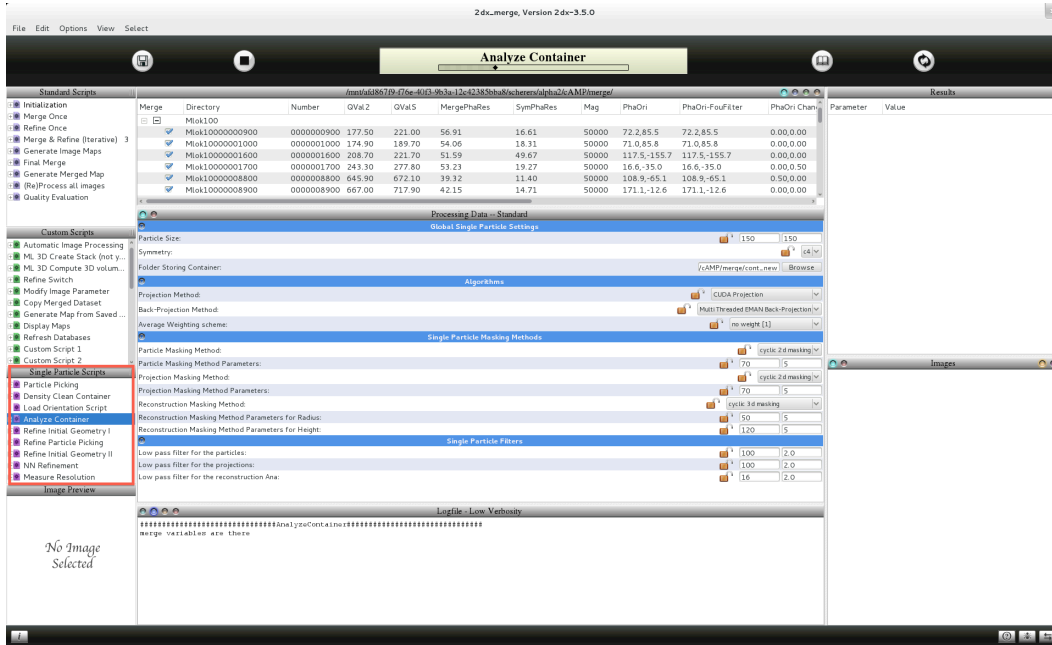 2dx_merge, Version 2dx-3.5.0
File Edit Options View Select
Analyze Container
Standard Scripts
Initialization
Merge Once
Refine Once
Merge & Refine (Iterative) 3
Generate Image Maps
Final Merge
Generate Merged Map
(Re)Process all images
Quality Evaluation
Custom Scripts
Automatic Image Processing
ML 3D Create Stack (not y...
ML 3D Compute 3D volum...
Refine Switch
Modify Image Parameter
Copy Merged Dataset
Generate Map from Saved ...
Display Maps
Refresh Databases
Custom Script 1
Custom Script 2
Single Particle Scripts
Particle Picking
Density Clean Container
Load Orientation Script
Analyze Container
Refine Initial Geometry I
Refine Particle Picking
Refine Initial Geometry II
NN Refinement
Measure Resolution
Image Preview
No Image
Selected
/mnt/afd867f9-f76e-40f3-9b3a-12c42385bba8/scherers/alpha2/cAMP/merge/
Merge Directory Number QVal2 QValS MergePhaRes SymPhaRes Mag PhaOri PhaOri-FouFilter PhaOri Chan
Mlok100
Mlok10000000900 0000000900 177.50 221.00 56.91 16.61 50000 72.2,85.5 72.2,85.5 0.00,0.00
Mlok10000001000 0000001000 174.90 189.70 54.06 18.31 50000 71.0,85.8 71.0,85.8 0.00,0.00
Mlok10000001600 0000001600 208.70 221.70 51.59 49.67 50000 117.5,-155.7 117.5,-155.7 0.00,0.00
Mlok10000001700 0000001700 243.30 277.80 53.23 19.27 50000 16.6,-35.0 16.6,-35.0 0.00,0.50
Mlok10000008800 0000008800 645.90 672.10 39.32 11.40 50000 108.9,-65.1 108.9,-65.1 0.50,0.00
Mlok10000008900 0000008900 667.00 717.90 42.15 14.71 50000 171.1,-12.6 171.1,-12.6 0.00,0.00
Processing Data -- Standard
Global Single Particle Settings
Particle Size: 150 150
Symmetry: c4
Folder Storing Container: /cAMP/merge/cont_new Browse
Algorithms
Projection Method: CUDA Projection
Back-Projection Method: MultiThreaded EMAN Back-Projection
Average Weighting scheme: no weight [1]
Single Particle Masking Methods
Particle Masking Method: cyclic 2d masking
Particle Masking Method Parameters: 70 5
Projection Masking Method: cyclic 2d masking
Projection Masking Method Parameters: 70 5
Reconstruction Masking Method: cyclic 3d masking
Reconstruction Masking Method Parameters for Radius: 50 5
Reconstruction Masking Method Parameters for Height: 120 5
Single Particle Filters
Low pass filter for the particles: 100 2.0
Low pass filter for the projections: 100 2.0
Low pass filter for the reconstruction Ana: 16 2.0
Logfile - Low Verbosity
###############################AnalyzeContainer###############################
merge variables are there
Results
Parameter Value
Images